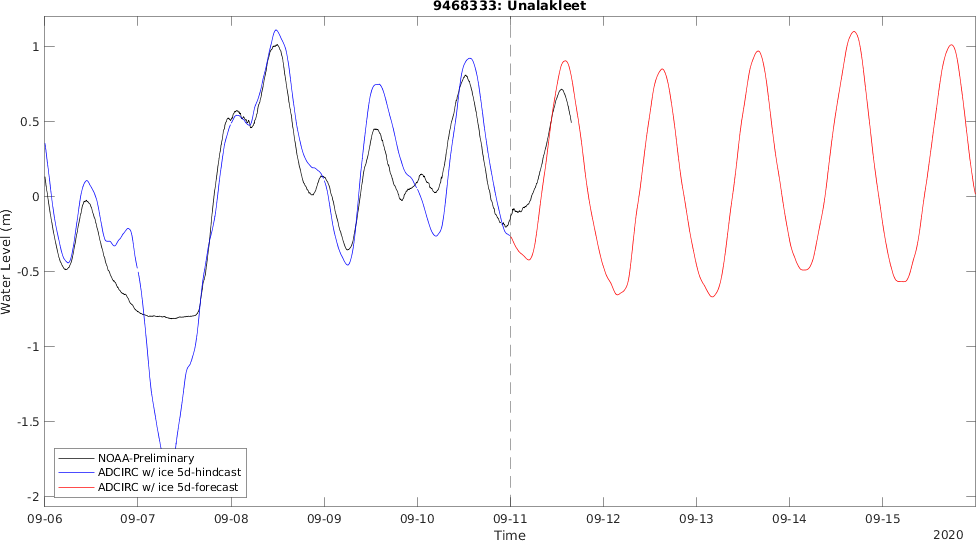 9468333: Unalakleet
1
0.5
0
-0.5
-1
-1.5
-2
Water Level (m)
NOAA-Preliminary
ADCIRC w/ ice 5d-hindcast
ADCIRC w/ ice 5d-forecast
09-06 09-07 09-08 09-09 09-10 09-11 09-12 09-13 09-14 09-15
Time
2020